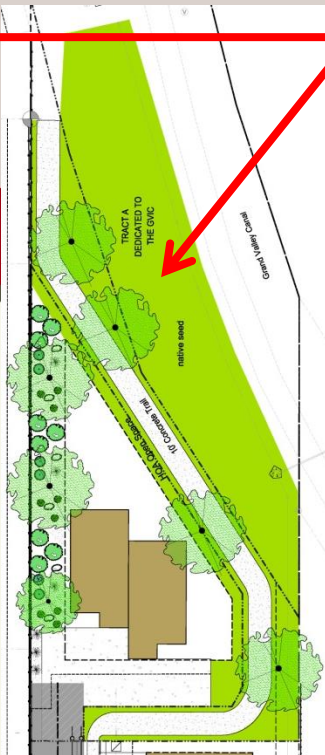 TRACT A
DEDICATED TO
THE GVIC
Grand Valley Canal
native seed
10' Concrete Trail
HOA Open Space